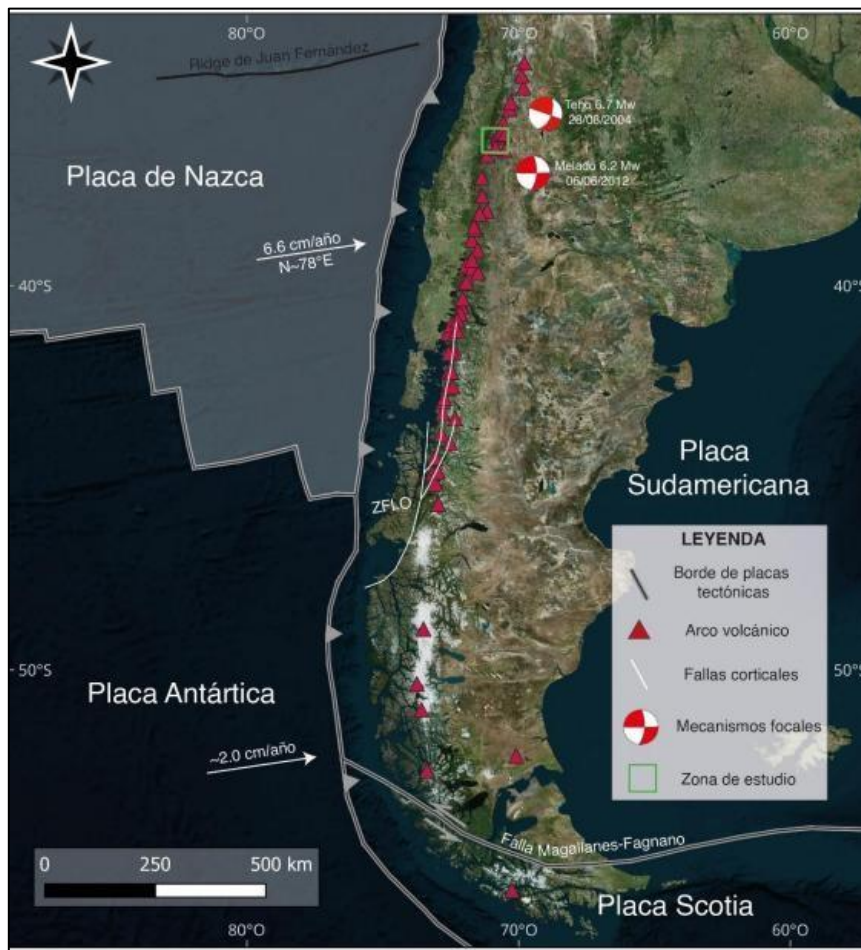 80°O
70°O
60°O
Ridge de Juan Fernández
Teno 6.7 Mw
28/08/2004
Melado 6.2 Mw
06/06/2012
Placa de Nazca
6.6 cm/año
N~78°E
40°S
40°S
Placa
Sudamericana
ZFLO
LEYENDA
Borde de placas
tectónicas
Arco volcánico
Fallas corticales
Mecanismos focales
Zona de estudio
50°S
50°S
Placa Antártica
~2.0 cm/año
Falla Magallanes-Fagnano
0
250
500 km
Placa Scotia
80°O
70°O
60°O